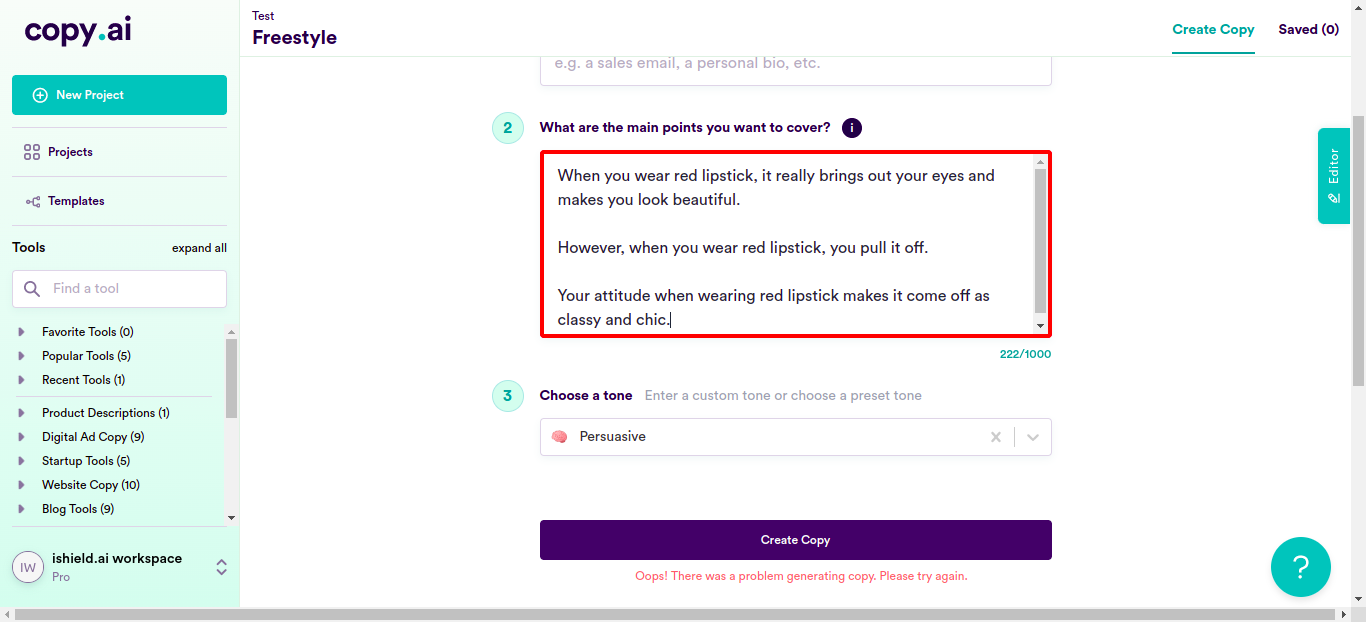 copy.ai
New Project
Projects
Templates
Tools
expand all
Find a tool
Favorite Tools (0)
Popular Tools (5)
Recent Tools (1)
Product Descriptions (1)
Digital Ad Copy (9)
Startup Tools (5)
Website Copy (10)
Blog Tools (9)
IW
ishield.ai workspace
Pro
Test
Freestyle
Create Copy
Saved (0)
e.g. a sales email, a personal bio, etc.
2
What are the main points you want to cover?
i
When you wear red lipstick, it really brings out your eyes and
makes you look beautiful.
However, when you wear red lipstick, you pull it off.
Your attitude when wearing red lipstick makes it come off as
classy and chic.
222/1000
3
Choose a tone
Enter a custom tone or choose a preset tone
Persuasive
Create Copy
Oops! There was a problem generating copy. Please try again.
Editor
?